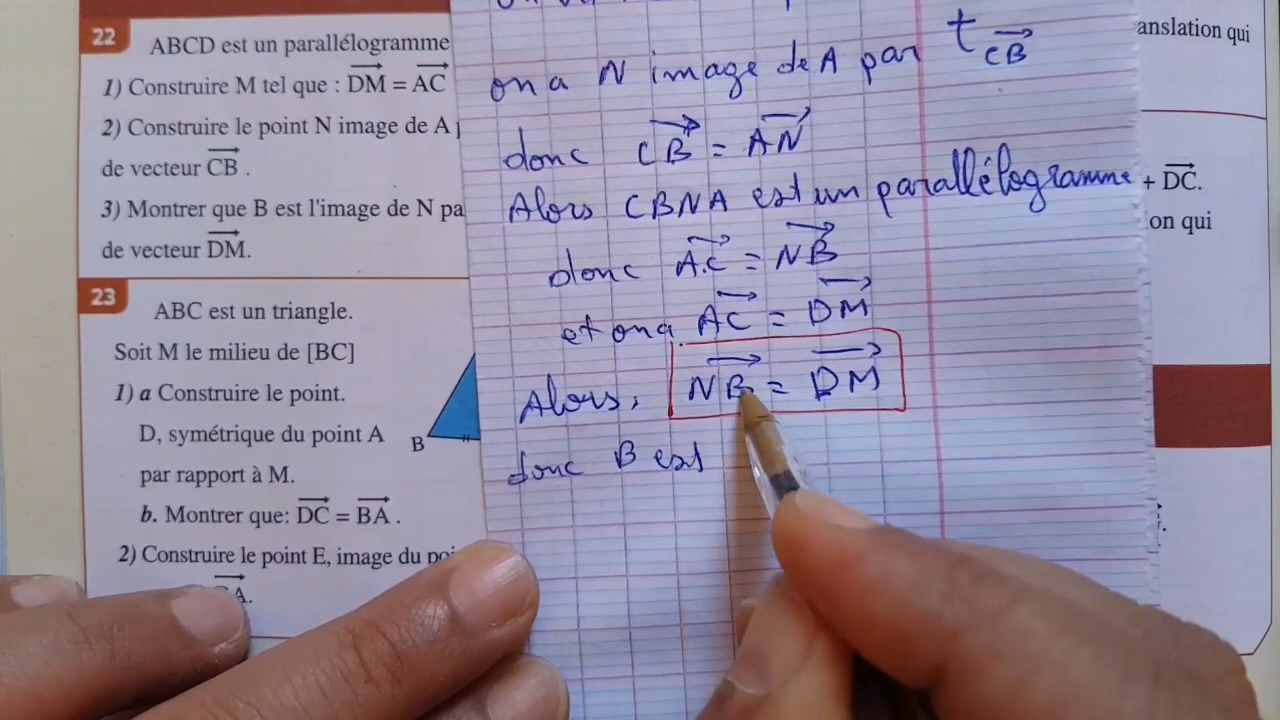 22 ABCD est un parallélogramme
1) Construire M tel que : DM = AC
2) Construire le point N image de A
de vecteur CB .
3) Montrer que B est l'image de N pa
de vecteur DM.
23 ABC est un triangle.
Soit M le milieu de [BC]
1) a Construire le point.
D, symétrique du point A
par rapport à M.
b. Montrer que: DC = BA .
2) Construire le point E, image du poi
A.
B
on a N image de A par t CB
donc CB = AN
Alors CBNA est un parallélogramme
donc AC = NB
et on a AC = DM
Alors, NB = DM
donc B est
anslation qui
+ DC.
on qui